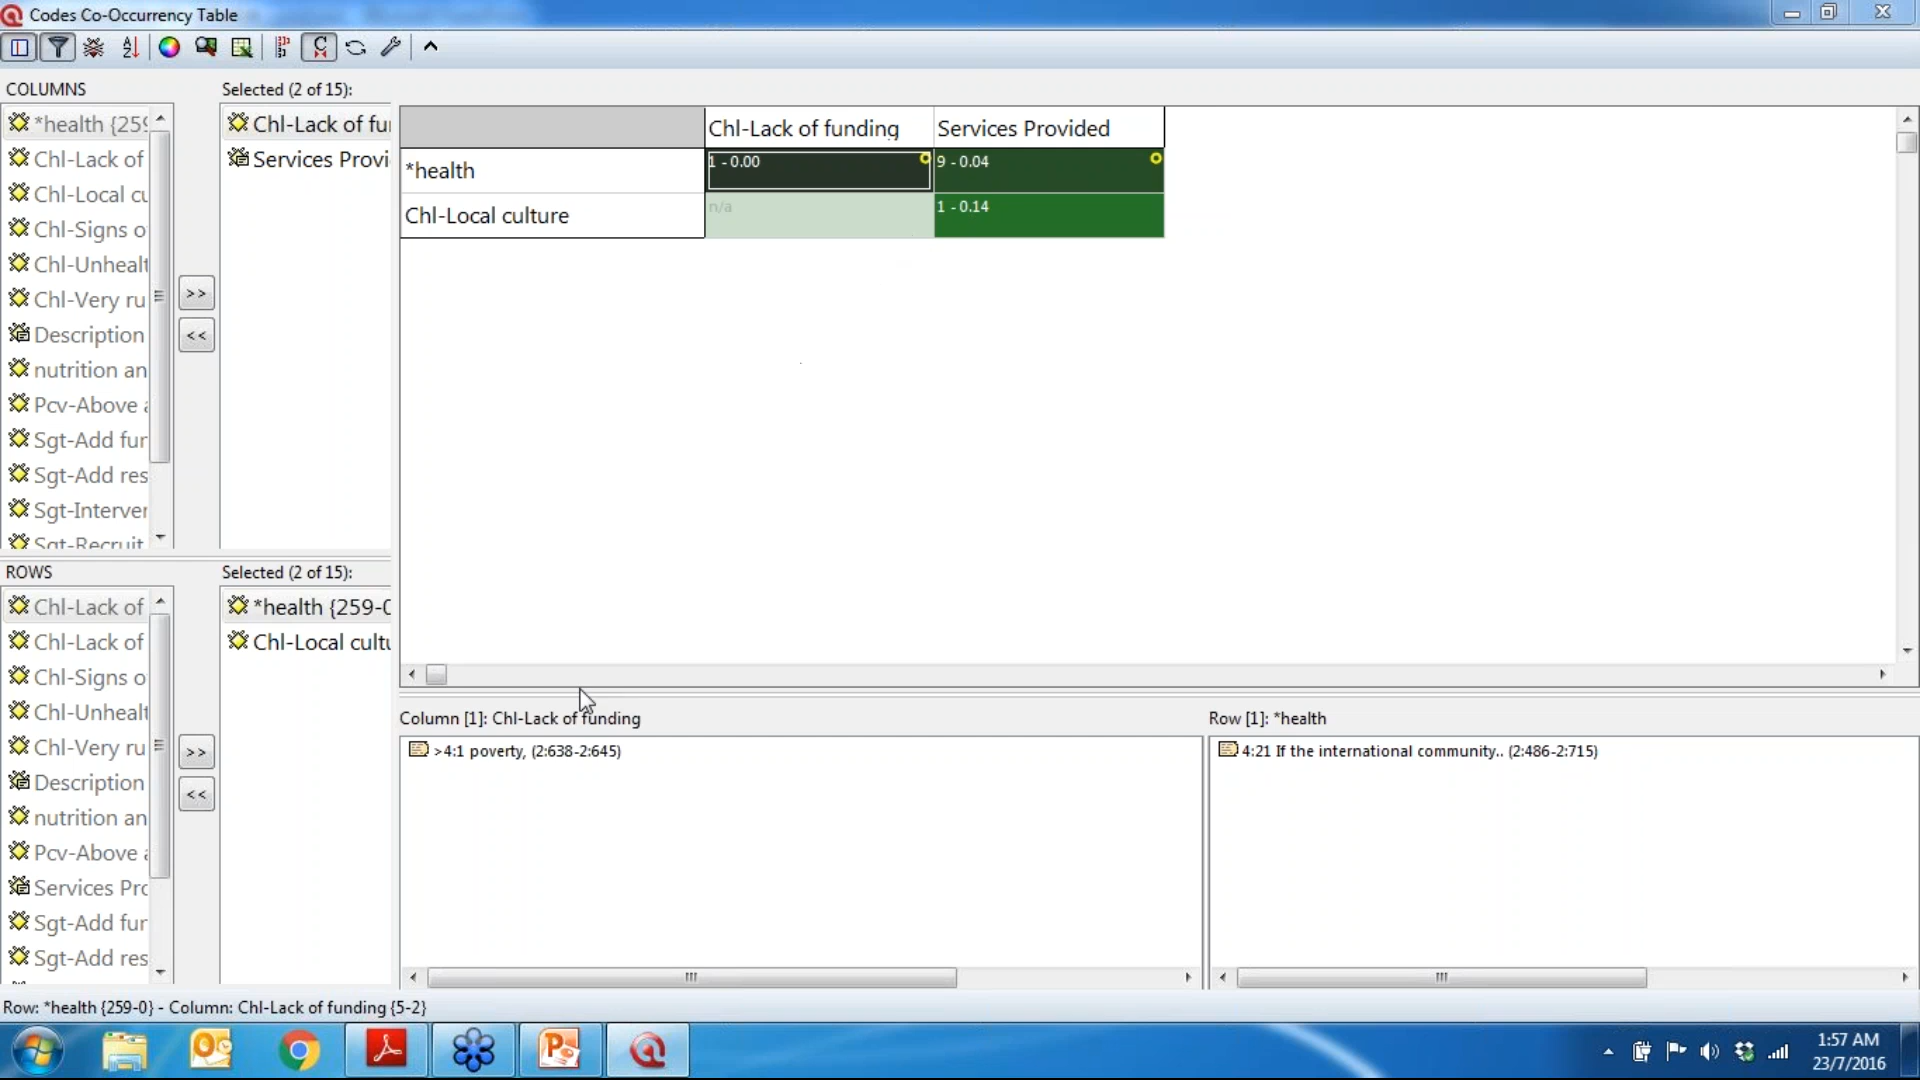 Codes Co-Occurrency Table
COLUMNS
Selected (2 of 15):
*health {259
Chl-Lack of
Chl-Local cu
Chl-Signs o
Chl-Unhealt
Chl-Very ru
Description
nutrition an
Pcv-Above a
Sgt-Add fur
Sgt-Add res
Sgt-Interver
Sgt-Recruit
>>
<<
Chl-Lack of fu
Services Provi
Chl-Lack of funding
Services Provided
*health
1 - 0.00
9 - 0.04
Chl-Local culture
n/a
1 - 0.14
ROWS
Selected (2 of 15):
Chl-Lack of
Chl-Lack of
Chl-Signs o
Chl-Unhealt
Chl-Very ru
Description
nutrition an
Pcv-Above a
Services Pro
Sgt-Add fur
Sgt-Add res
>>
<<
*health {259-0
Chl-Local cultu
Column [1]: Chl-Lack of funding
>4:1 poverty, (2:638-2:645)
Row [1]: *health
4:21 If the international community.. (2:486-2:715)
Row: *health {259-0} - Column: Chl-Lack of funding {5-2}
1:57 AM
23/7/2016